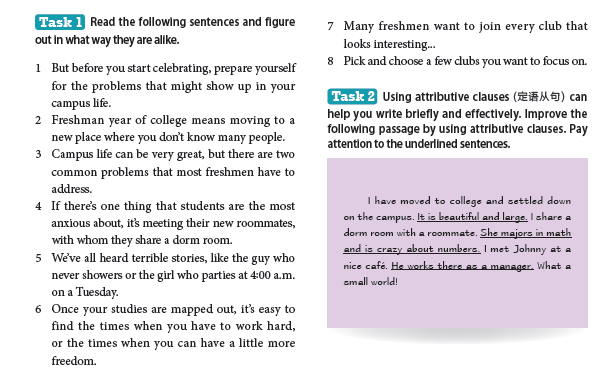 Task 1 Read the following sentences and figure
out in what way they are alike.
1 But before you start celebrating, prepare yourself
for the problems that might show up in your
campus life.
2 Freshman year of college means moving to a
new place where you don't know many people.
3 Campus life can be very great, but there are two
common problems that most freshmen have to
address.
4 If there's one thing that students are the most
anxious about, it's meeting their new roommates,
with whom they share a dorm room.
5 We've all heard terrible stories, like the guy who
never showers or the girl who parties at 4:00 a.m.
on a Tuesday.
6 Once your studies are mapped out, it's easy to
find the times when you have to work hard,
or the times when you can have a little more
freedom.
7 Many freshmen want to join every club that
looks interesting...
8 Pick and choose a few clubs you want to focus on.
Task 2 Using attributive clauses (定语从句) can
help you write briefly and effectively. Improve the
following passage by using attributive clauses. Pay
attention to the underlined sentences.
I have moved to college and settled down
on the campus. It is beautiful and large. I share a
dorm room with a roommate. She majors in math
and is crazy about numbers. I met Johnny at a
nice café. He works there as a manager. What a
small world!